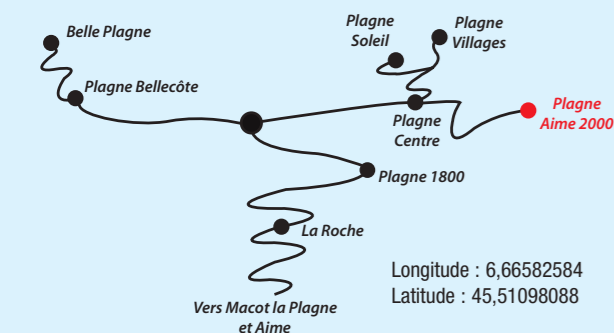 Belle Plagne
Plagne
Soleil
Plagne
Villages
Plagne Bellecôte
Plagne
Centre
Plagne
Aime 2000
Plagne 1800
La Roche
Longitude : 6,66582584
Latitude : 45,51098088
Vers Macot la Plagne
et Aime